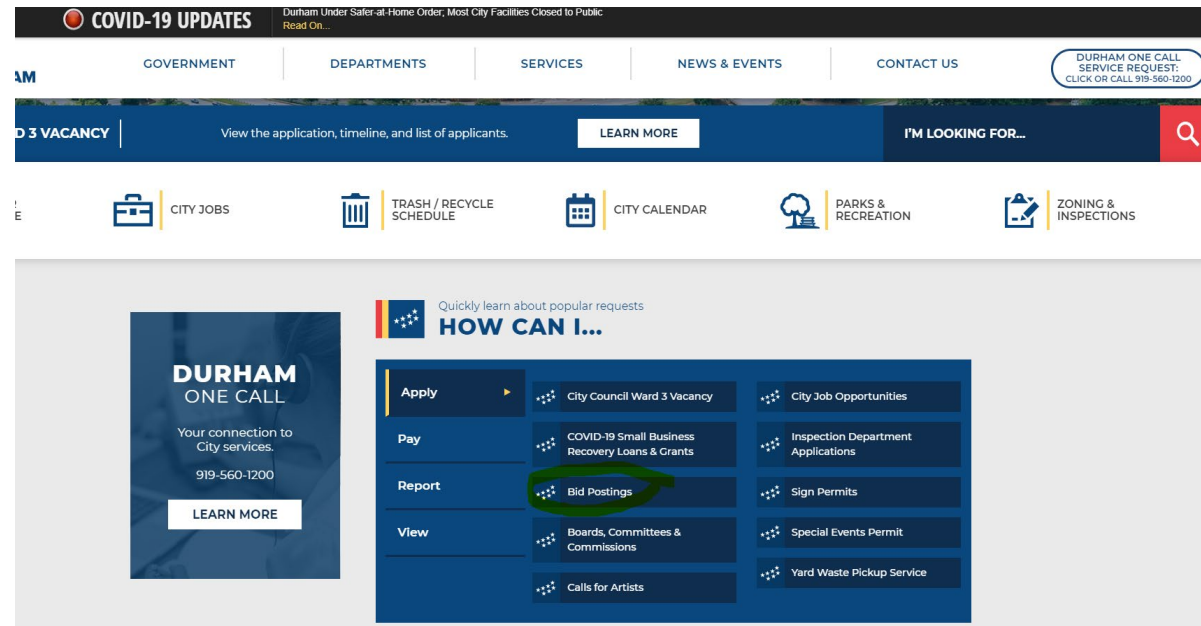 COVID-19 UPDATES
Durham Under Safer-at-Home Order; Most City Facilities Closed to Public
Read On...
AM
GOVERNMENT
DEPARTMENTS
SERVICES
NEWS & EVENTS
CONTACT US
DURHAM ONE CALL
SERVICE REQUEST:
CLICK OR CALL 919-560-1200
D 3 VACANCY
View the application, timeline, and list of applicants.
LEARN MORE
I'M LOOKING FOR...
E
CITY JOBS
TRASH / RECYCLE
SCHEDULE
CITY CALENDAR
PARKS &
RECREATION
ZONING &
INSPECTIONS
DURHAM
ONE CALL
Your connection to
City services.
919-560-1200
LEARN MORE
Quickly learn about popular requests
HOW CAN I...
Apply
Pay
Report
View
City Council Ward 3 Vacancy
COVID-19 Small Business
Recovery Loans & Grants
Bid Postings
Boards, Committees &
Commissions
Calls for Artists
City Job Opportunities
Inspection Department
Applications
Sign Permits
Special Events Permit
Yard Waste Pickup Service